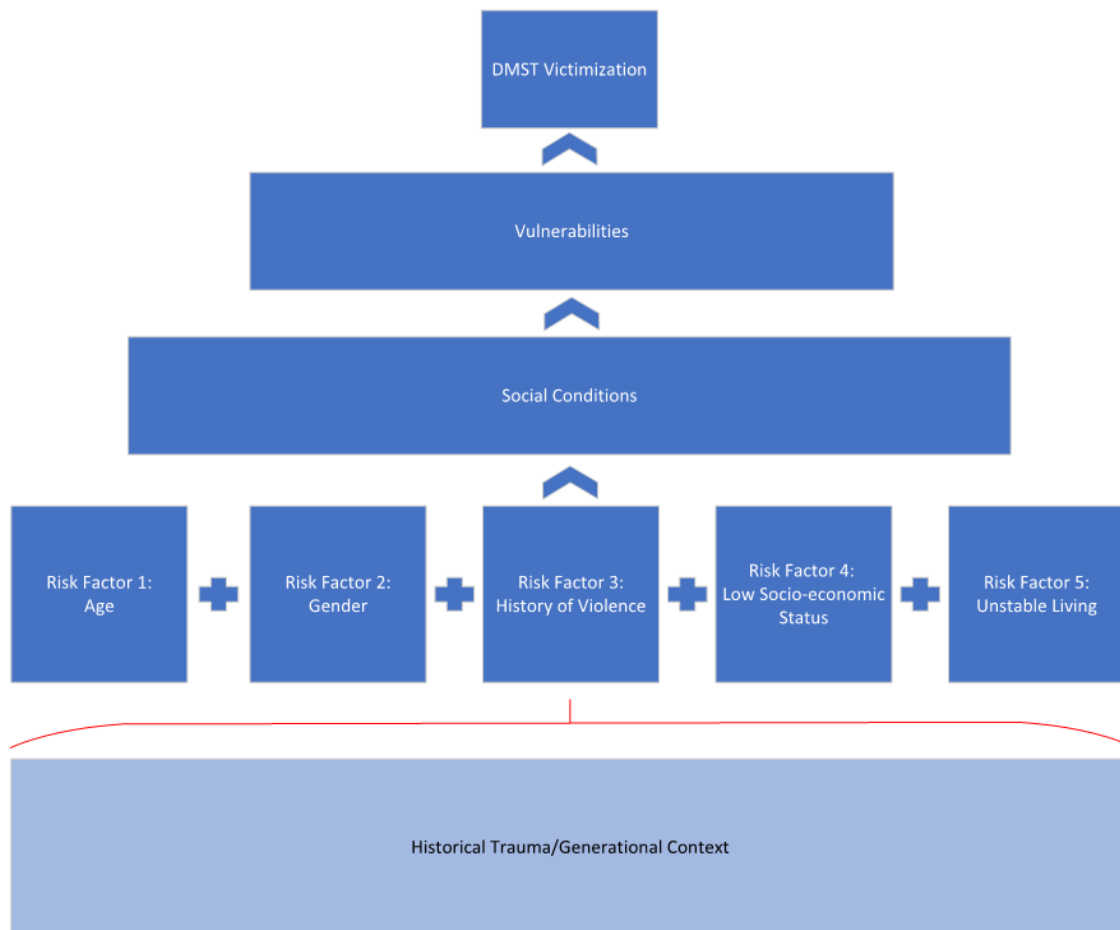 DMST Victimization
Vulnerabilities
Social Conditions
Risk Factor 1:
Age
Risk Factor 2:
Gender
Risk Factor 3:
History of Violence
Risk Factor 4:
Low Socio-economic
Status
Risk Factor 5:
Unstable Living
Historical Trauma/Generational Context